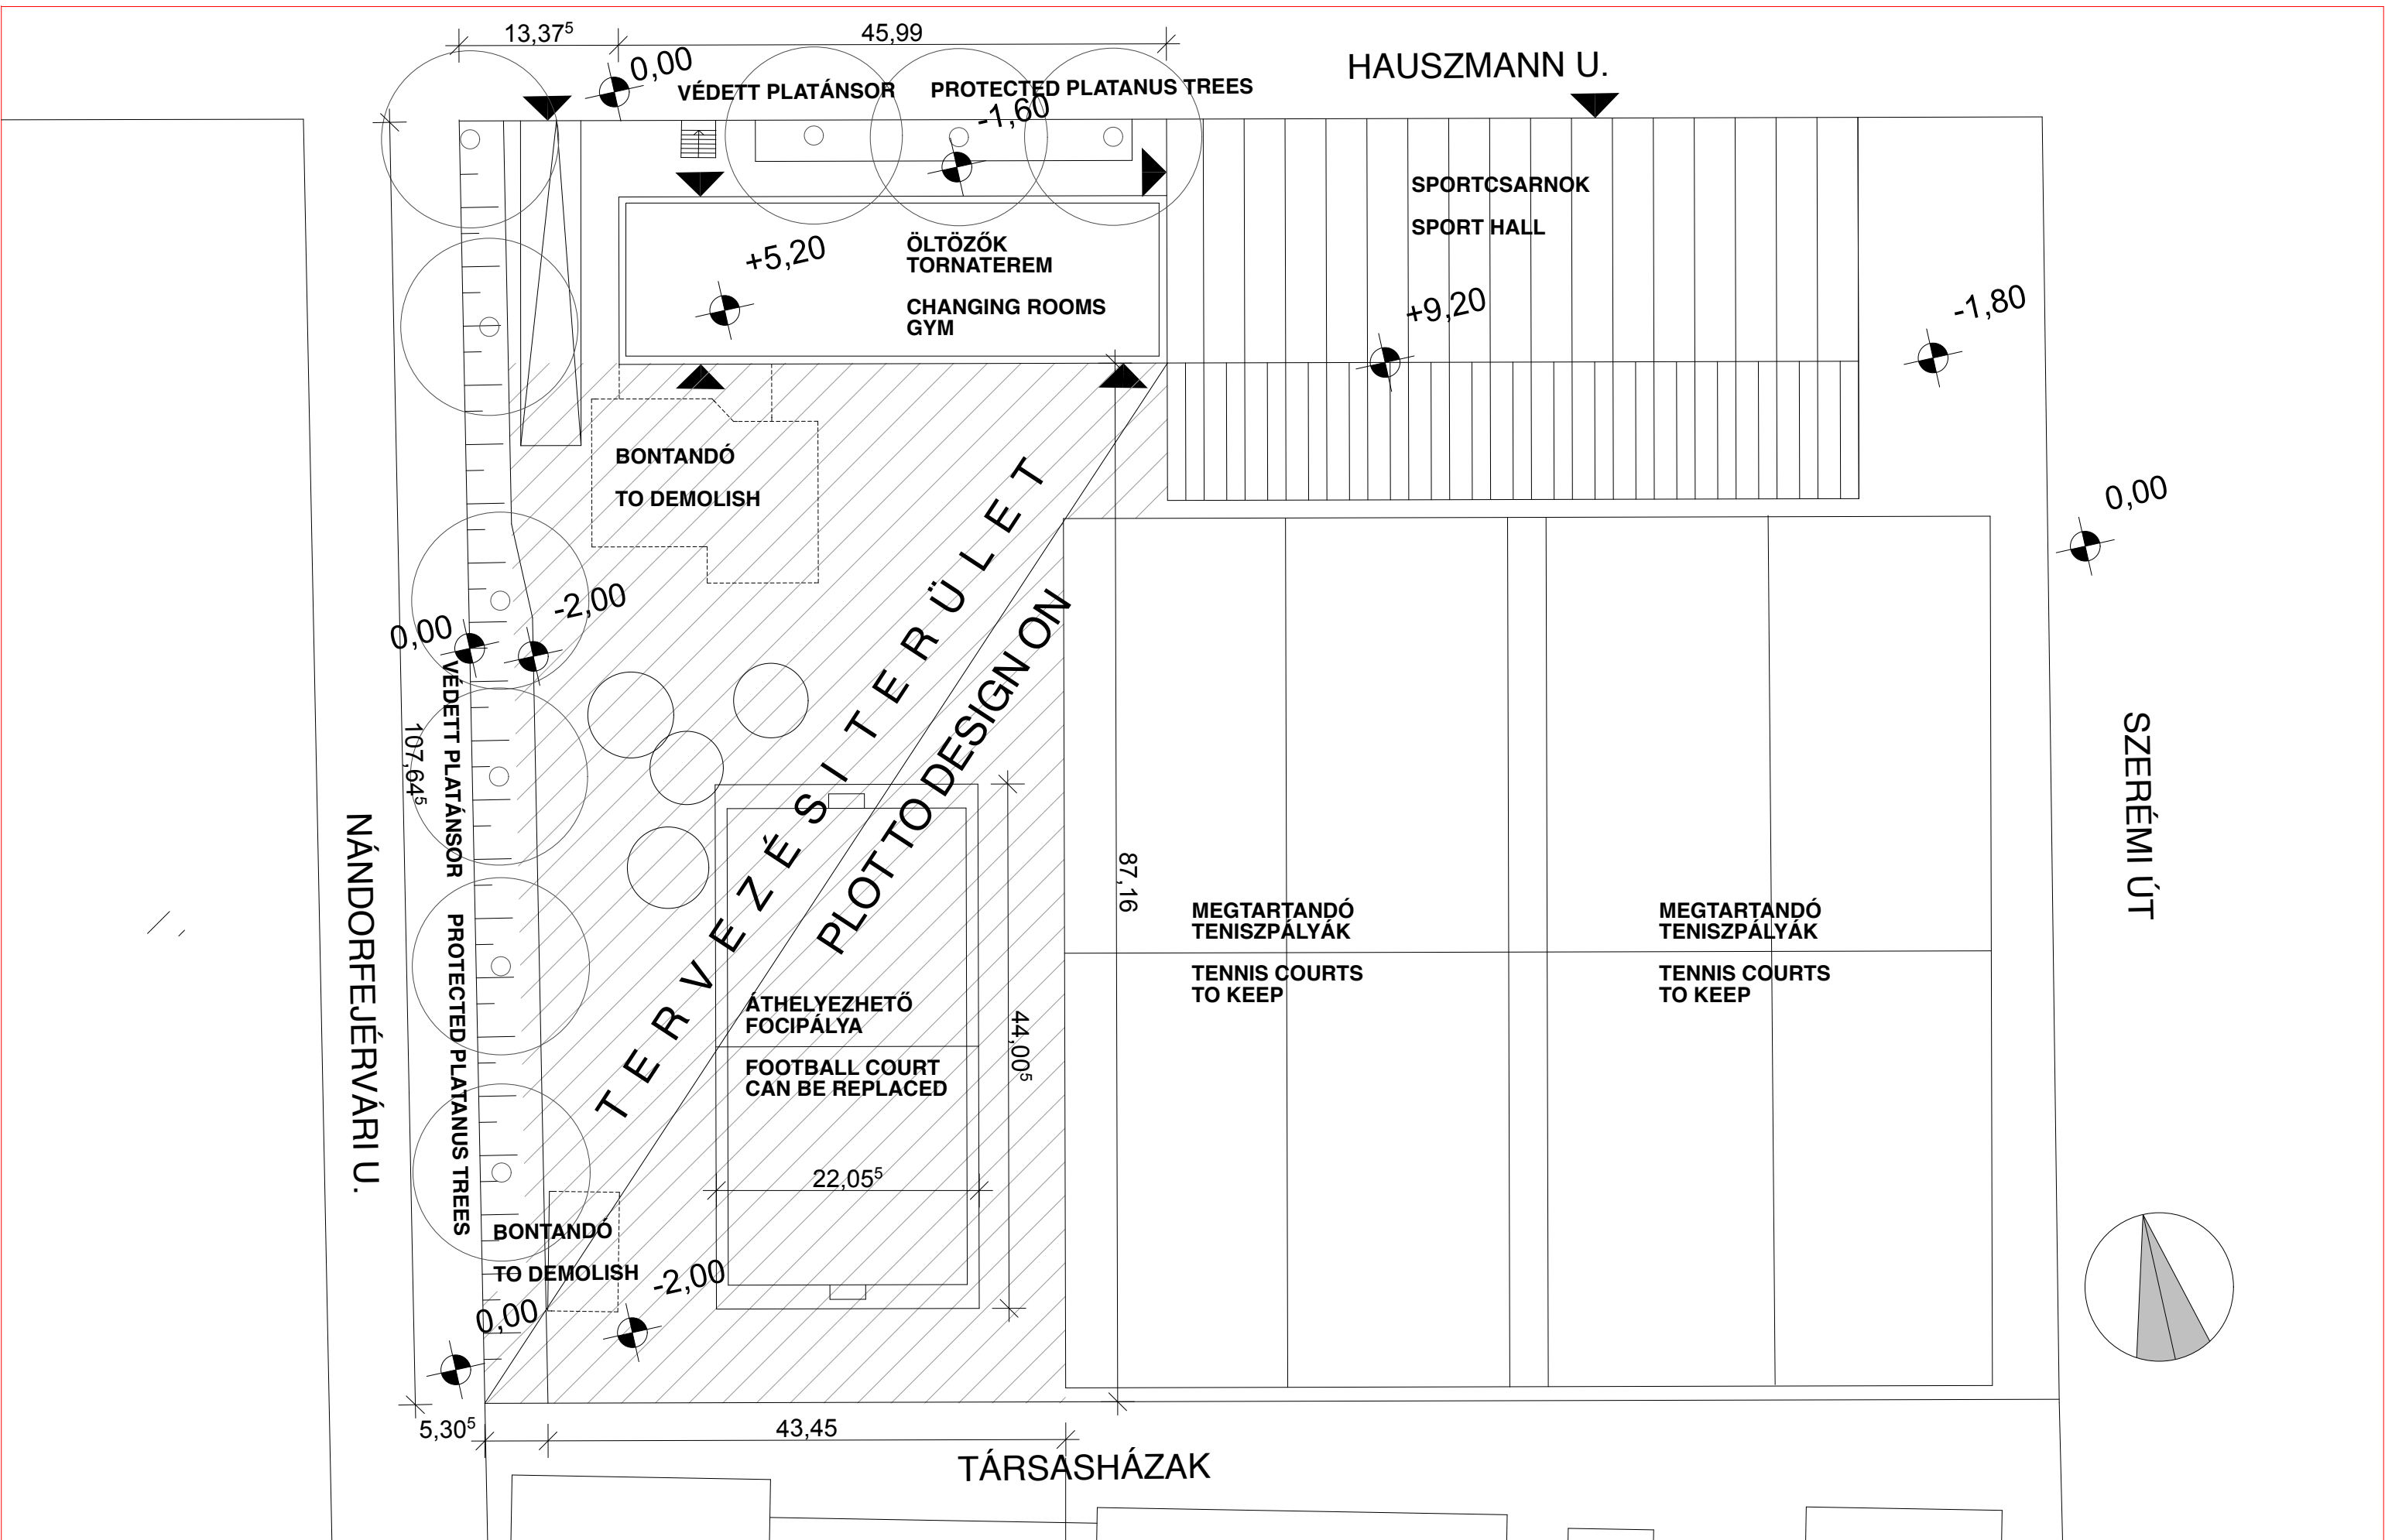 13,37⁵
45,99
0,00
HAUSZMANN U.
VÉDETT PLATÁNSOR
PROTECTED PLATANUS TREES
-1,60
SPORTCSARNOK
SPORT HALL
+5,20
ÖLTÖZŐK
TORNATEREM
CHANGING ROOMS
GYM
+9,20
-1,80
BONTANDÓ
TO DEMOLISH
0,00
-2,00
0,00
VÉDETT PLATÁNSOR
PROTECTED PLATANUS TREES
107,64⁵
NÁNDORFEJÉRVÁRI U.
TERVEZÉSI TERÜLET
PLOT TO DESIGN ON
87,16
SZERÉMI ÚT
MEGTARTANDÓ
TENISZPÁLYÁK
TENNIS COURTS
TO KEEP
MEGTARTANDÓ
TENISZPÁLYÁK
TENNIS COURTS
TO KEEP
ÁTHELYEZHETŐ
FOCIPÁLYA
FOOTBALL COURT
CAN BE REPLACED
44,00⁵
22,05⁵
BONTANDÓ
TO DEMOLISH
-2,00
0,00
5,30⁵
43,45
TÁRSASHÁZAK